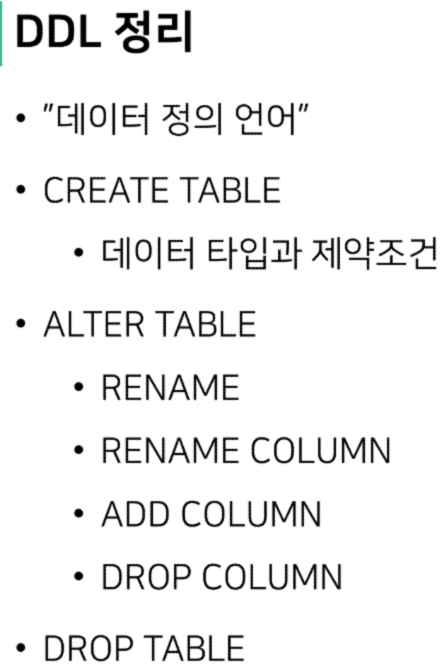 DDL 정리
• "데이터 정의 언어"
• CREATE TABLE
• 데이터 타입과 제약조건
• ALTER TABLE
• RENAME
• RENAME COLUMN
• ADD COLUMN
• DROP COLUMN
• DROP TABLE